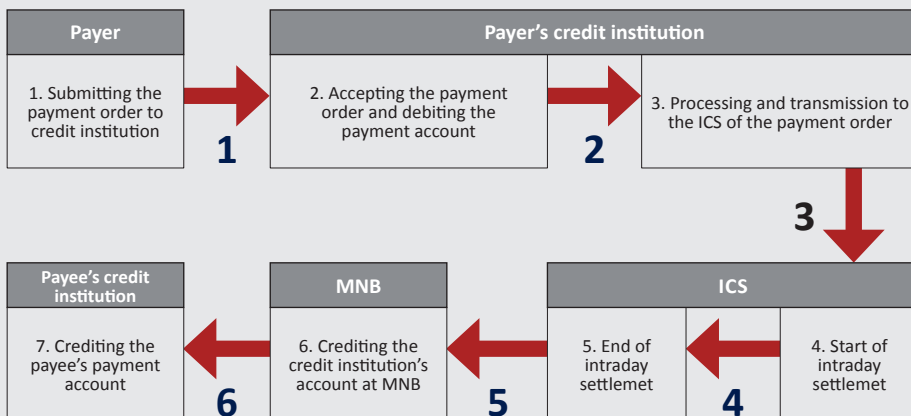 Payer
Payer’s credit institution
1. Submitting the
payment order to
credit institution
1
2. Accepting the payment
order and debiting the
payment account
2
3. Processing and transmission to
the ICS of the payment order
3
Payee’s credit
institution
MNB
ICS
7. Crediting the
payee’s payment
account
6
6. Crediting the
credit institution’s
account at MNB
5
5. End of
intraday
settlemet
4
4. Start of
intraday
settlemet